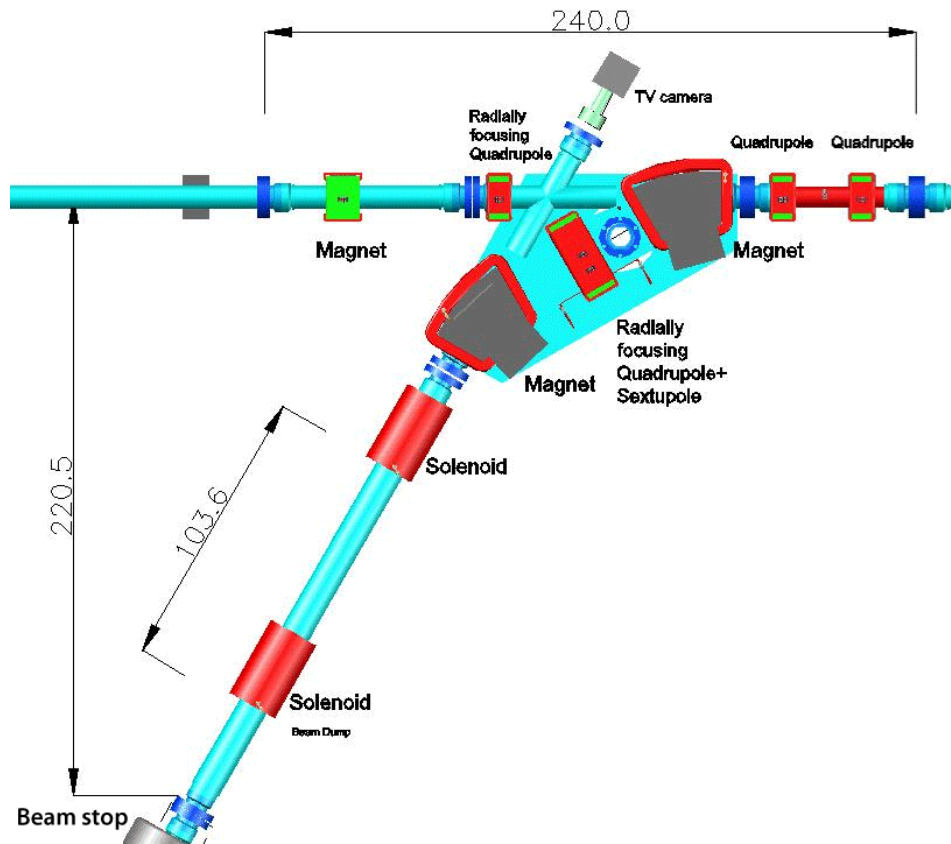 240.0
TV camera
Radially
focusing
Quadrupole
Quadrupole
Quadrupole
Magnet
Magnet
Radially
focusing
Quadrupole+
Sextupole
Magnet
Solenoid
220.5
103.6
Solenoid
Beam Dump
Beam stop